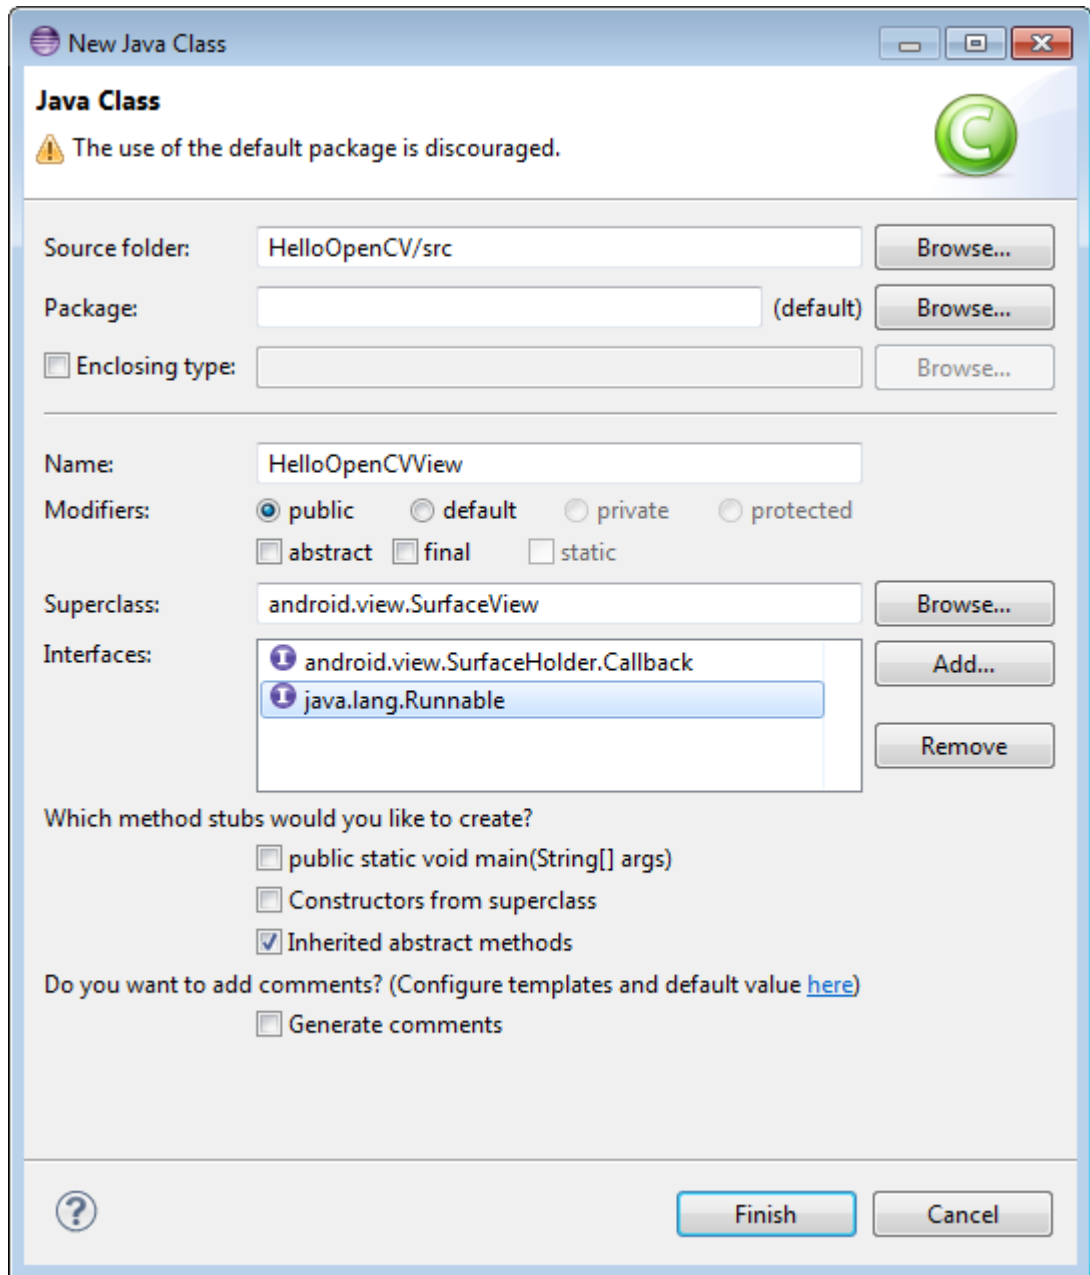 New Java Class
Java Class
The use of the default package is discouraged.
Source folder: HelloOpenCV/src Browse...
Package: (default) Browse...
Enclosing type: Browse...
Name: HelloOpenCVView
Modifiers: public default private protected
abstract final static
Superclass: android.view.SurfaceView Browse...
Interfaces: android.view.SurfaceHolder.Callback Add...
java.lang.Runnable
Remove
Which method stubs would you like to create?
public static void main(String[] args)
Constructors from superclass
Inherited abstract methods
Do you want to add comments? (Configure templates and default value here)
Generate comments
Finish Cancel